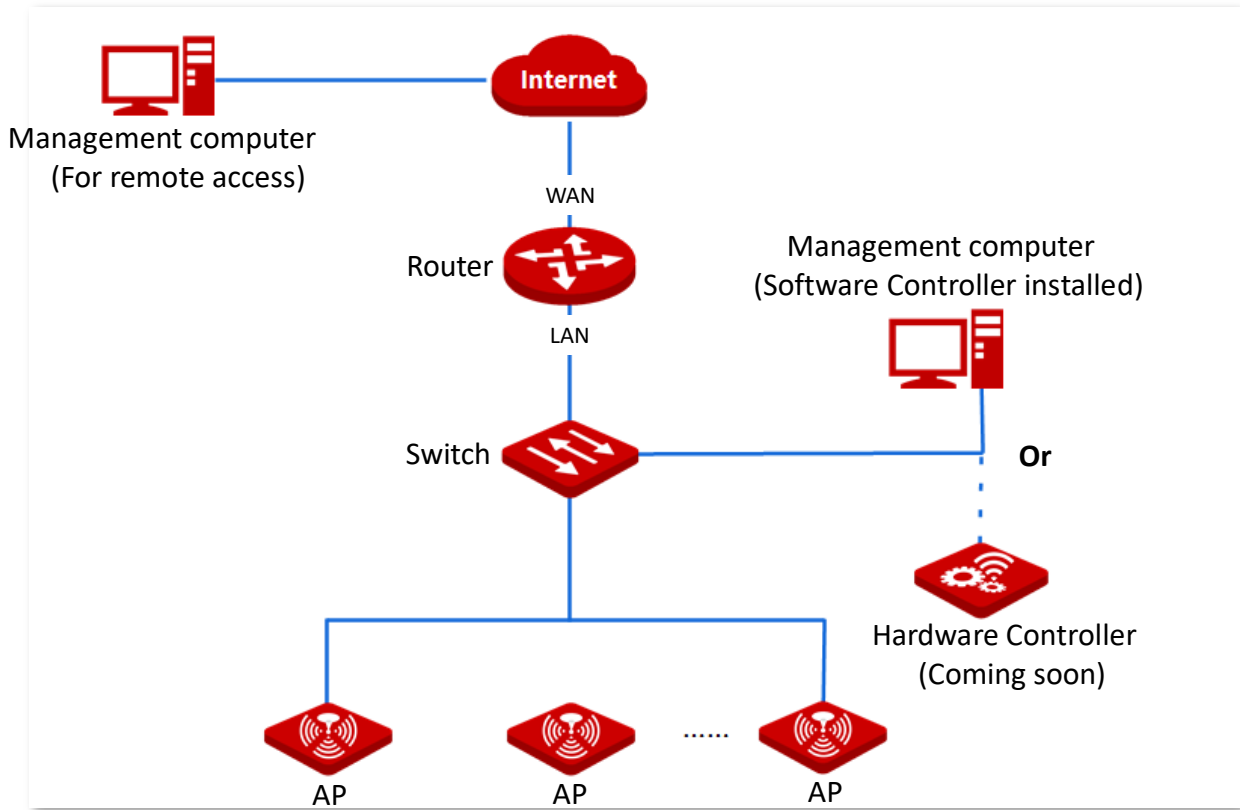 Internet
Management computer
(For remote access)
WAN
Router
Management computer
(Software Controller installed)
LAN
Switch
Or
Hardware Controller
(Coming soon)
......
AP
AP
AP